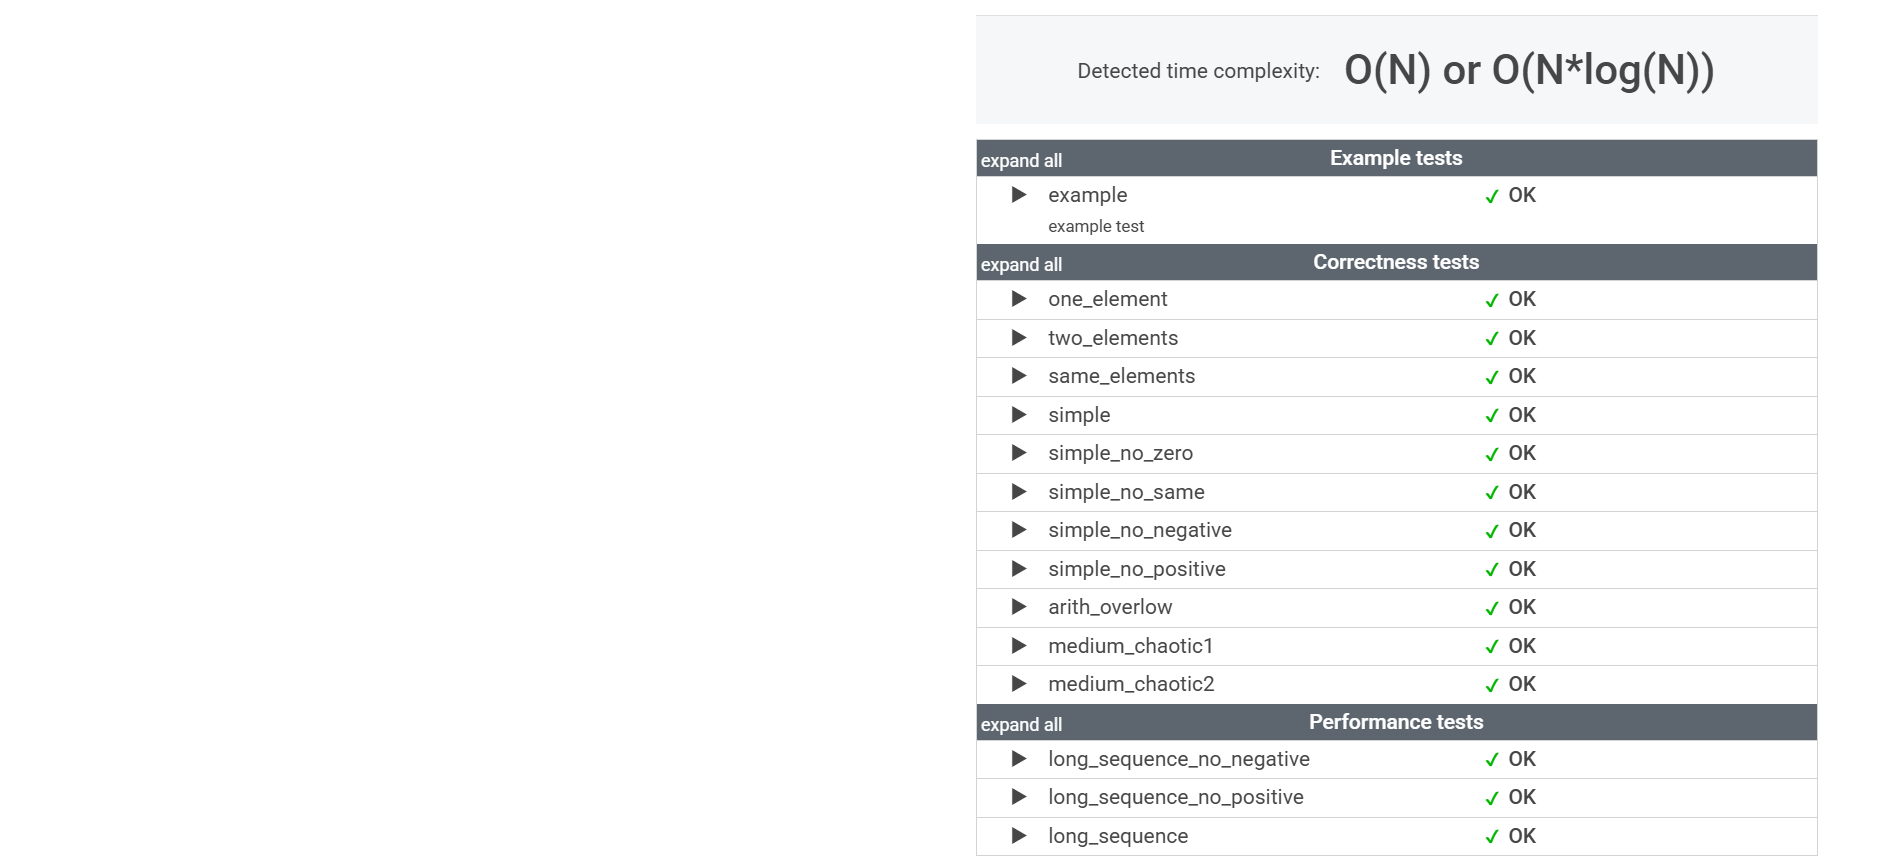 Detected time complexity: O(N) or O(N*log(N))
expand all Example tests
example OK
example test
expand all Correctness tests
one_element OK
two_elements OK
same_elements OK
simple OK
simple_no_zero OK
simple_no_same OK
simple_no_negative OK
simple_no_positive OK
arith_overlow OK
medium_chaotic1 OK
medium_chaotic2 OK
expand all Performance tests
long_sequence_no_negative OK
long_sequence_no_positive OK
long_sequence OK